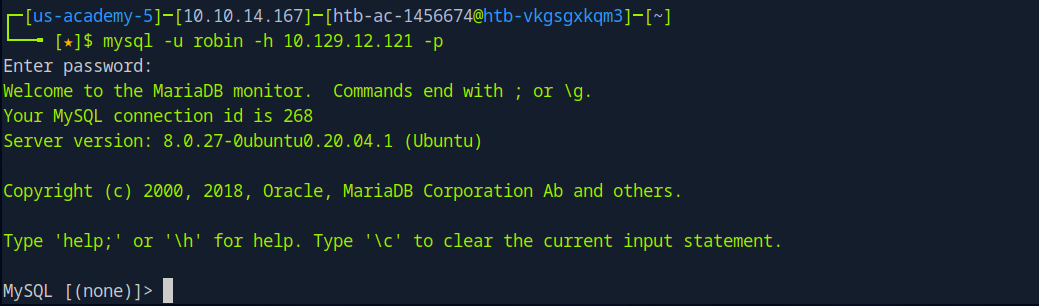 ┌─[us-academy-5]─[10.10.14.167]─[htb-ac-1456674@htb-vkgsgxkqm3]─[~]
└──╼ [★]$ mysql -u robin -h 10.129.12.121 -p
Enter password:
Welcome to the MariaDB monitor.  Commands end with ; or \g.
Your MySQL connection id is 268
Server version: 8.0.27-0ubuntu0.20.04.1 (Ubuntu)
Copyright (c) 2000, 2018, Oracle, MariaDB Corporation Ab and others.
Type 'help;' or '\h' for help. Type '\c' to clear the current input statement.
MySQL [(none)]>